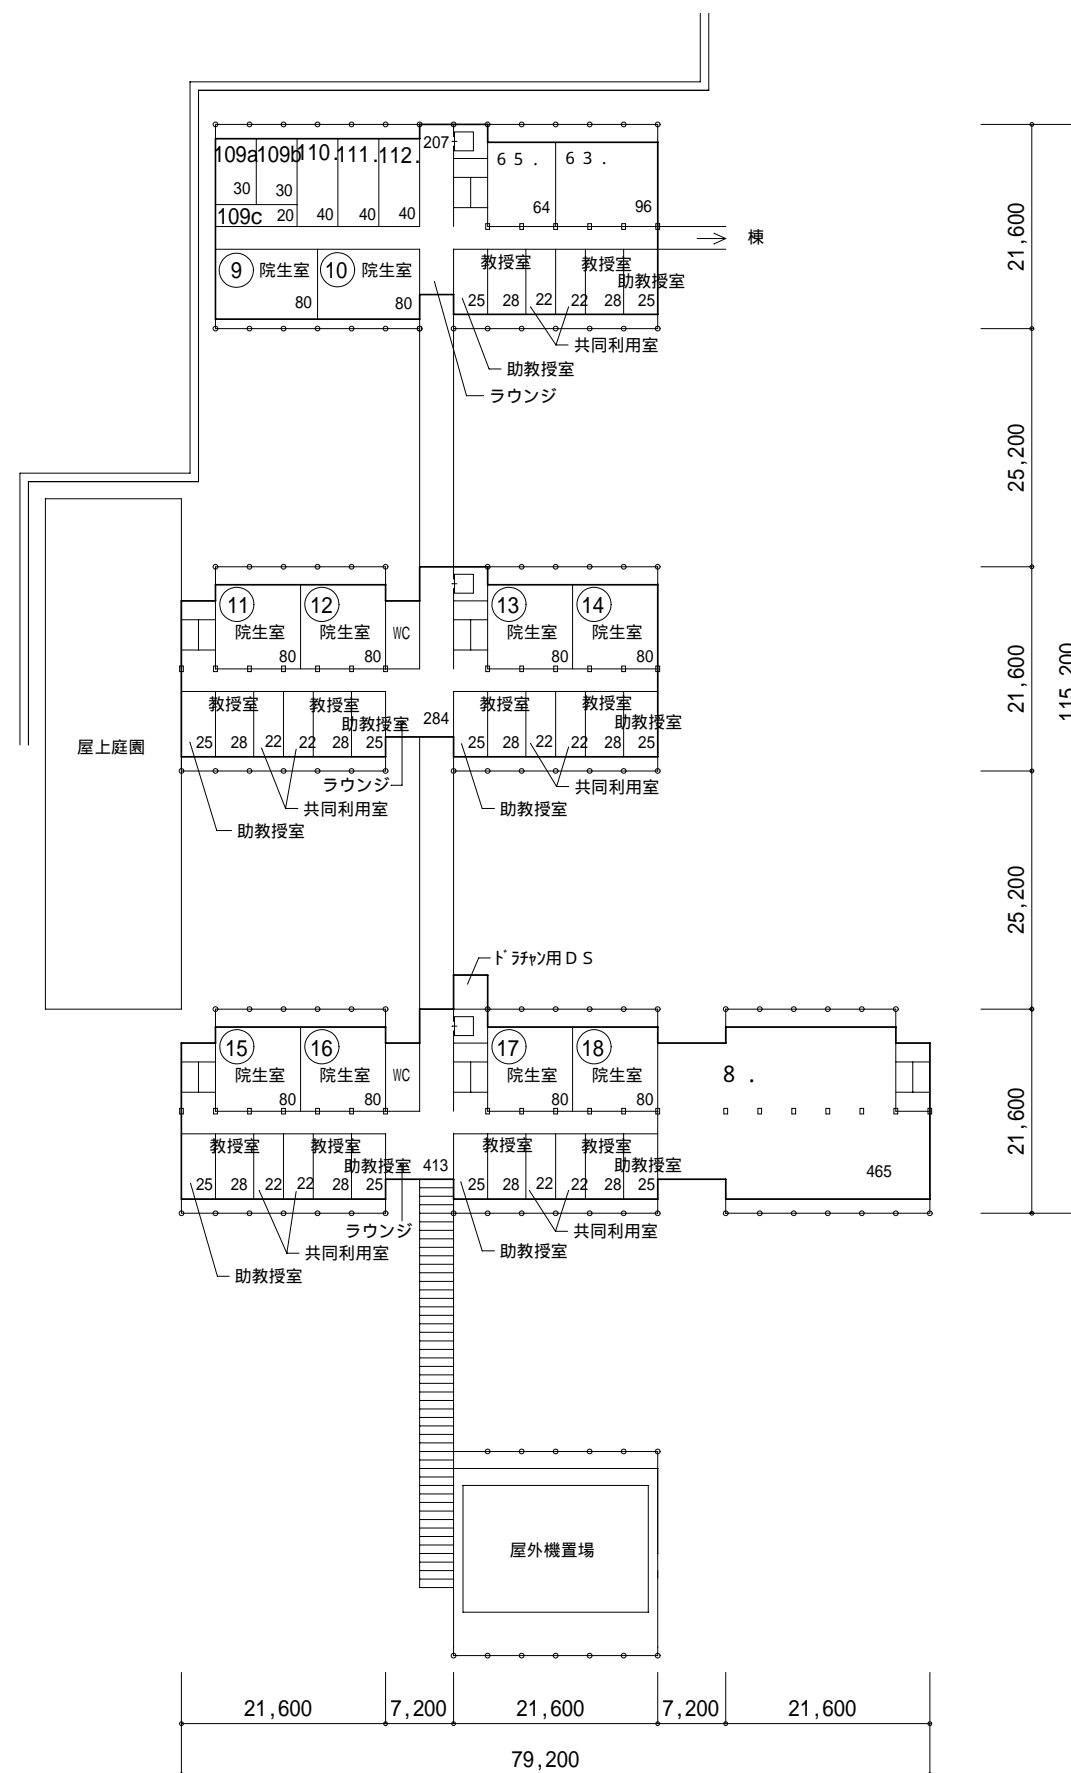 109a 109b 110. 111. 112. 207 ６５． ６３．
30 30 64 96
109c 20 40 40 40
棟
21,600
9 院生室 10 院生室 教授室 教授室
助教授室
80 80 25 28 22 22 28 25
共同利用室
助教授室
ラウンジ
25,200
11 12 13 14
院生室 院生室 WC 院生室 院生室
80 80 80 80
21,600
115,200
教授室 教授室 教授室 教授室
助教授室 284 助教授室
25 28 22 22 28 25 25 28 22 22 28 25
屋上庭園
ラウンジ 共同利用室
共同利用室
助教授室 助教授室
25,200
ﾄﾞﾗﾁｬﾝ用ＤＳ
15 16 17 18
院生室 院生室 WC 院生室 院生室 ８．
80 80 80 80
21,600
教授室 教授室 教授室 教授室
助教授室 413 助教授室 465
25 28 22 22 28 25 25 28 22 22 28 25
ラウンジ 共同利用室
共同利用室 助教授室
助教授室
屋外機置場
21,600 7,200 21,600 7,200 21,600
79,200